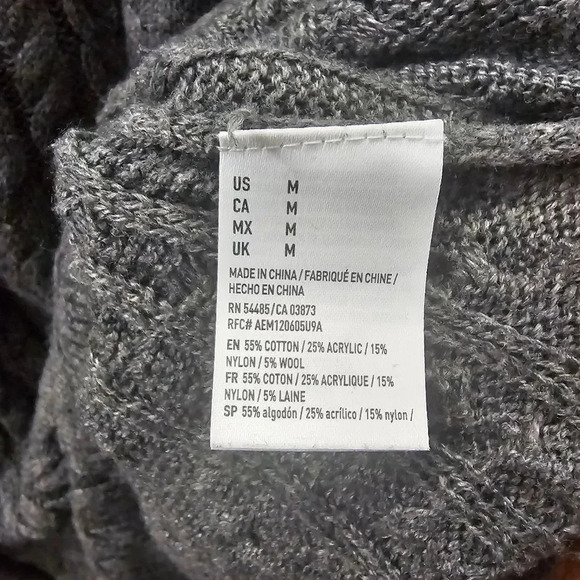 US M
CA M
MX M
UK M
MADE IN CHINA / FABRIQUÉ EN CHINE /
HECHO EN CHINA
RN 54485/CA 03873
RFC# AEM120605U9A
EN 55% COTTON / 25% ACRYLIC / 15%
NYLON / 5% WOOL
FR 55% COTON / 25% ACRYLIQUE / 15%
NYLON / 5% LAINE
SP 55% algodón / 25% acrílico / 15% nylon /